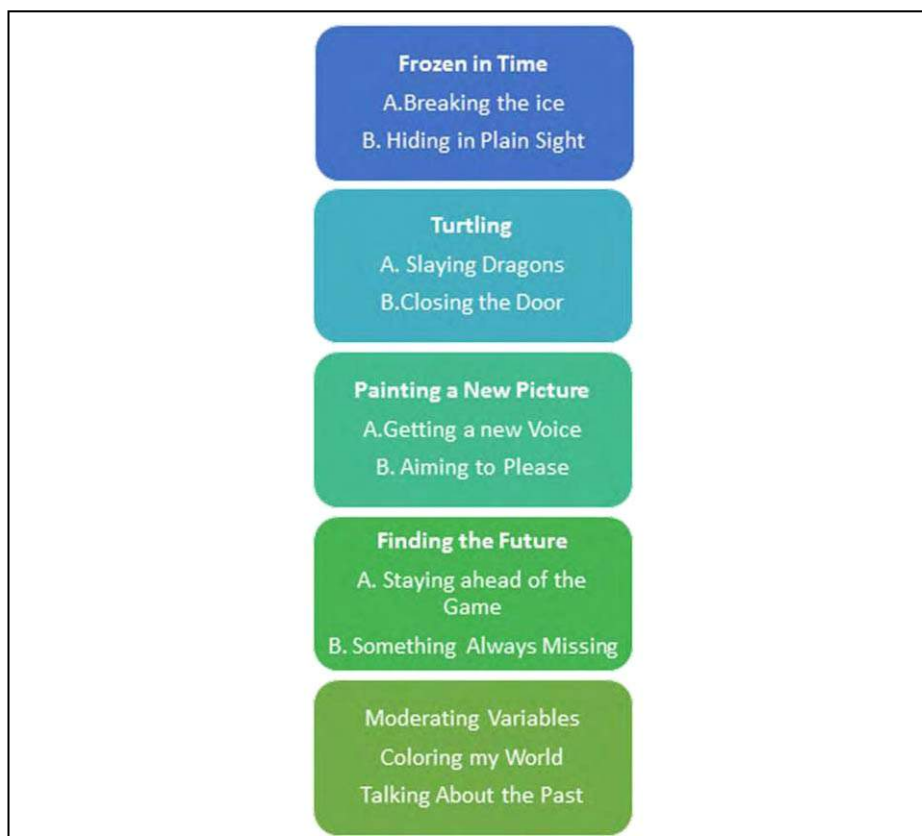 Frozen in Time
A.Breaking the ice
B. Hiding in Plain Sight
Turtling
A. Slaying Dragons
B.Closing the Door
Painting a New Picture
A.Getting a new Voice
B. Aiming to Please
Finding the Future
A. Staying ahead of the
Game
B. Something Always Missing
Moderating Variables
Coloring my World
Talking About the Past